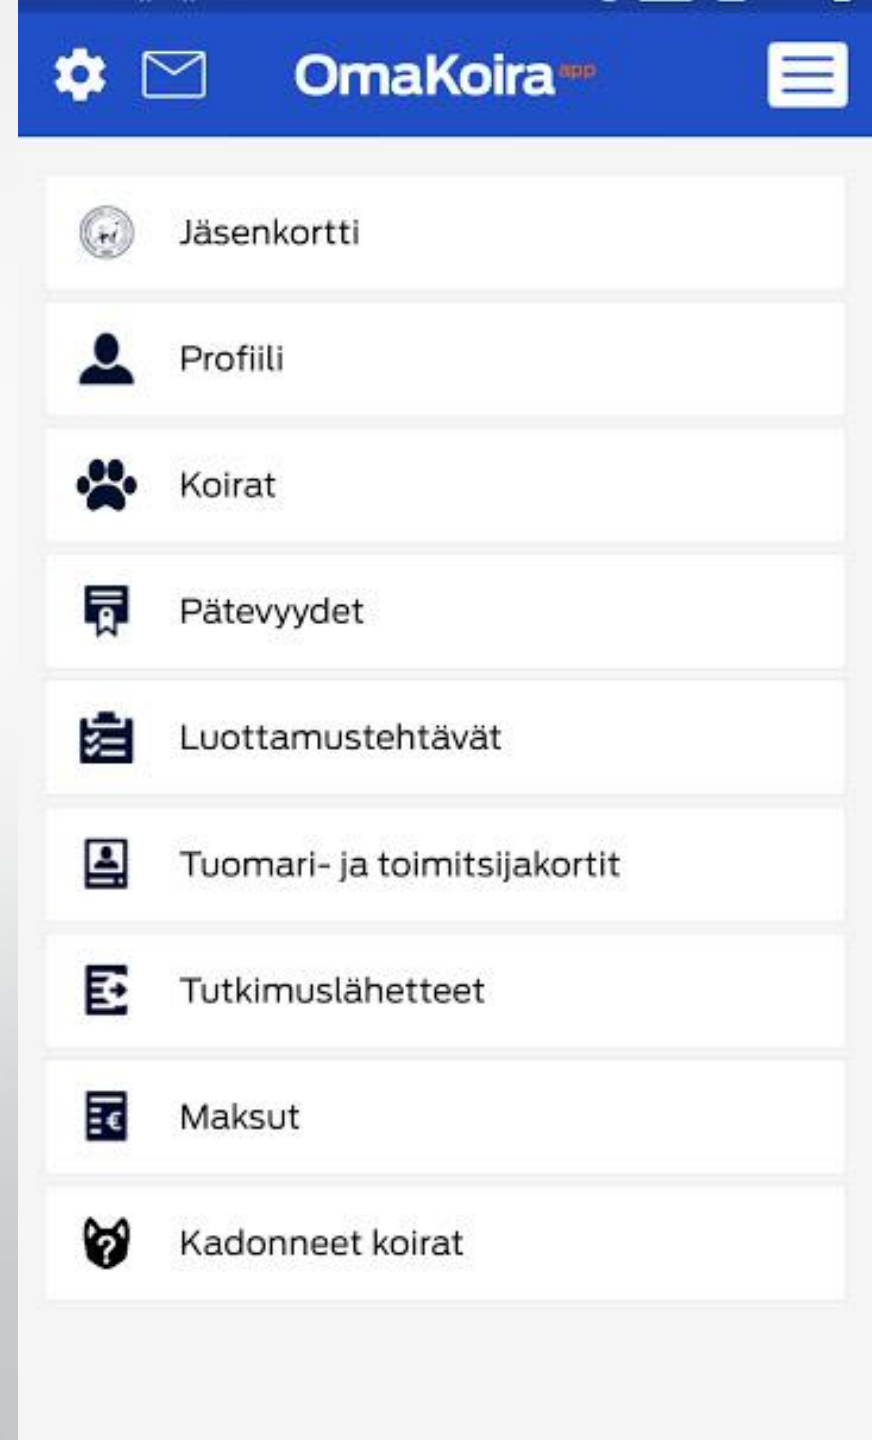 OmaKoira app
Jäsenkortti
Profiili
Koirat
Pätevyydet
Luottamustehtävät
Tuomari- ja toimitsijakortit
Tutkimuslähetteet
Maksut
Kadonneet koirat